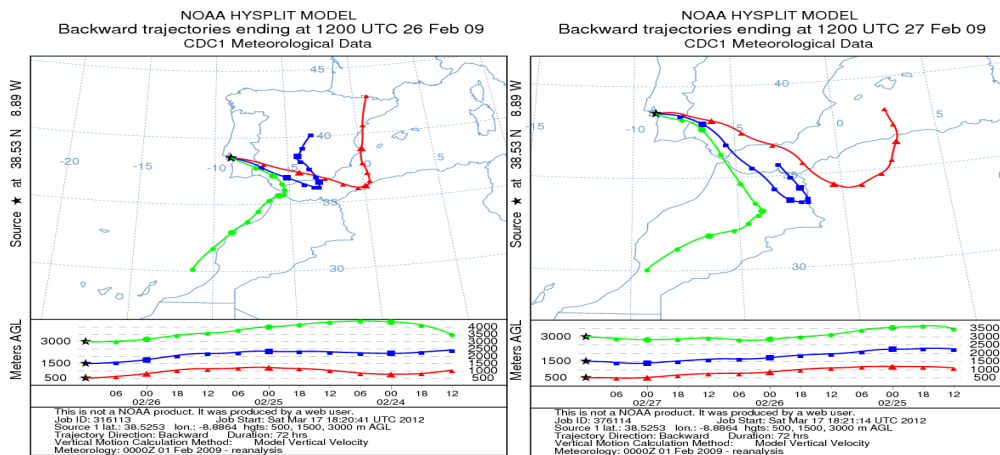 NOAA HYSPLIT MODEL
Backward trajectories ending at 1200 UTC 26 Feb 09
CDC1 Meteorological Data
Source ★ at 38.53 N 8.89 W
45
40
35
30
-20
-15
-10
-5
0
5
Meters AGL
3000
1500
500
4000
3500
3000
2500
2000
1500
1000
500
06 00 18 12 06 00 18 12 06 00 18 12
02/26 02/25 02/24
This is not a NOAA product. It was produced by a web user.
Job ID: 316113 Job Start: Sat Mar 17 18:20:41 UTC 2012
Source 1 lat.: 38.5253 lon.: -8.8864 hgts: 500, 1500, 3000 m AGL
Trajectory Direction: Backward Duration: 72 hrs
Vertical Motion Calculation Method: Model Vertical Velocity
Meteorology: 0000Z 01 Feb 2009 - reanalysis
NOAA HYSPLIT MODEL
Backward trajectories ending at 1200 UTC 27 Feb 09
CDC1 Meteorological Data
Source ★ at 38.53 N 8.89 W
40
35
30
-10
-5
0
5
Meters AGL
3000
1500
500
3500
3000
2500
2000
1500
1000
500
06 00 18 12 06 00 18 12 06 00 18 12
02/27 02/26 02/25
This is not a NOAA product. It was produced by a web user.
Job ID: 376114 Job Start: Sat Mar 17 18:21:14 UTC 2012
Source 1 lat.: 38.5253 lon.: -8.8864 hgts: 500, 1500, 3000 m AGL
Trajectory Direction: Backward Duration: 72 hrs
Vertical Motion Calculation Method: Model Vertical Velocity
Meteorology: 0000Z 01 Feb 2009 - reanalysis